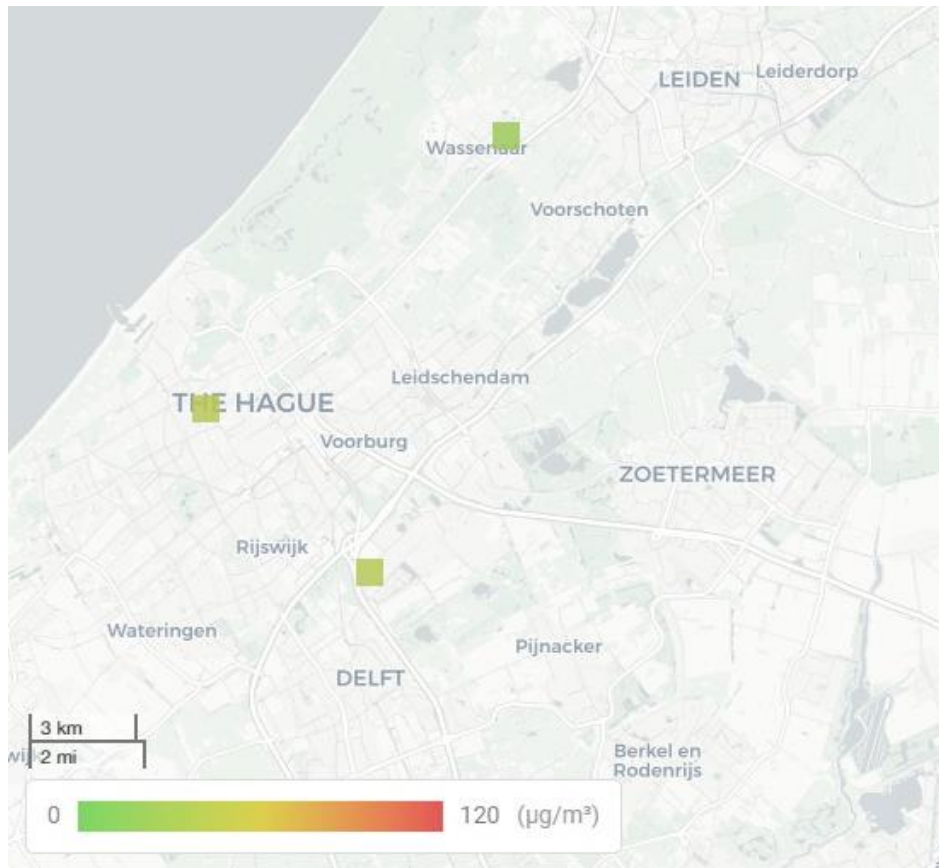 LEIDEN
Leiderdorp
Wassenaar
Voorschoten
Leidschendam
THE HAGUE
Voorburg
ZOETERMEER
Rijswijk
Wateringen
Pijnacker
DELFT
3 km
2 mi
Berkel en
Rodenrijs
0
120 (µg/m³)